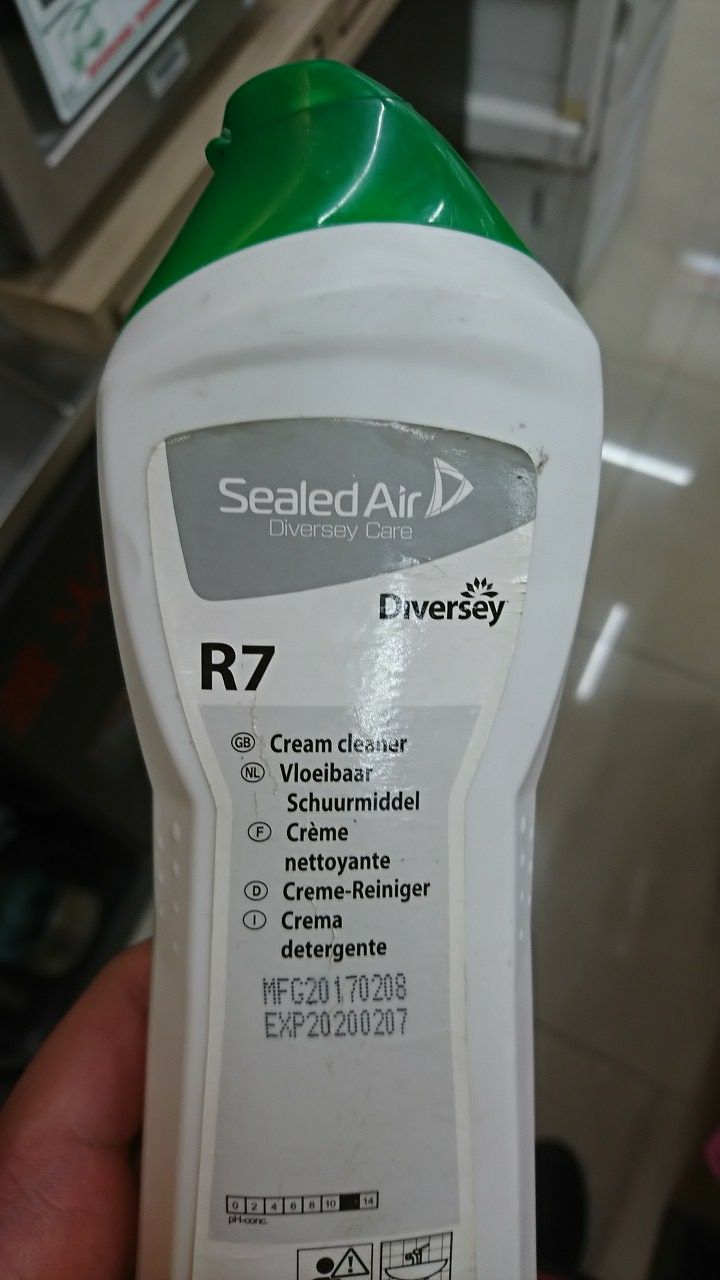 Sealed Air
Diversey Care
Diversey
R7
GB Cream cleaner
NL Vloeibaar
Schuurmiddel
F Crème
nettoyante
D Creme-Reiniger
I Crema
detergente
MFG20170208
EXP20200207
0 2 4 6 8 10 14
pH-conc.